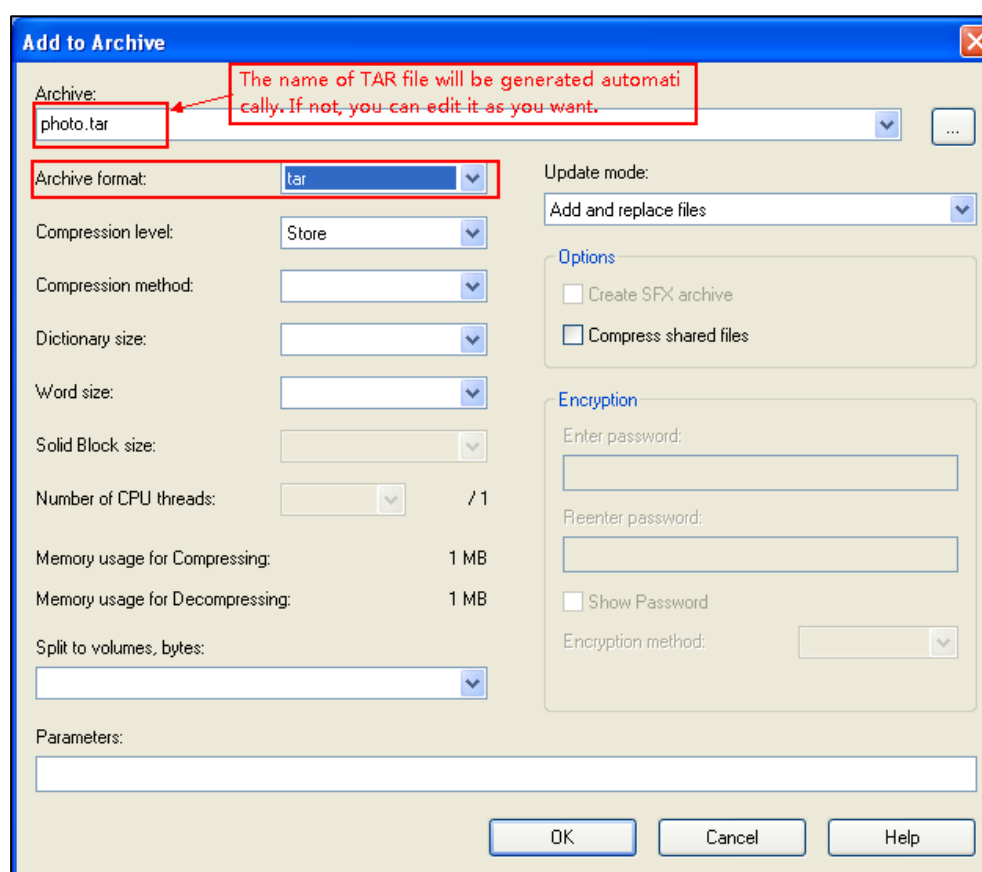 Add to Archive
The name of TAR file will be generated automati
cally. If not, you can edit it as you want.
Archive:
photo.tar
...
Archive format:
tar
Update mode:
Add and replace files
Compression level:
Store
Options
Compression method:
Create SFX archive
Dictionary size:
Compress shared files
Word size:
Encryption
Enter password:
Solid Block size:
Number of CPU threads:
/ 1
Reenter password:
Memory usage for Compressing:
1 MB
Memory usage for Decompressing:
1 MB
Show Password
Encryption method:
Split to volumes, bytes:
Parameters:
OK
Cancel
Help